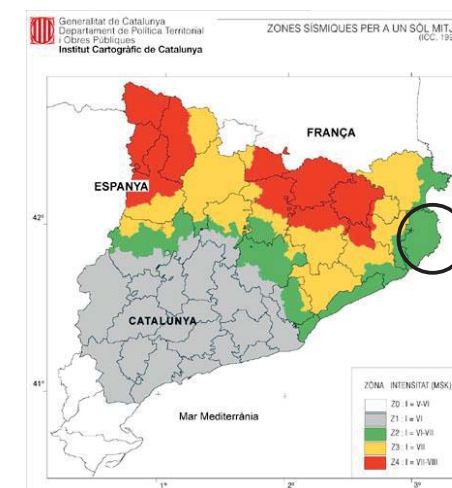 Generalitat de Catalunya
Departament de Política Territorial
i Obres Públiques
Institut Cartogràfic de Catalunya
ZONES SÍSMIQUES PER A UN SÒL MITJ
(ICC, 199
FRANÇA
ESPANYA
42°
CATALUNYA
41°
Mar Mediterrània
ZONA INTENSITAT (MSK)
Z0 : I = V-VI
Z1 : I = VI
Z2 : I = VI-VII
Z3 : I = VII
Z4 : I = VII-VIII
1° 2° 3°